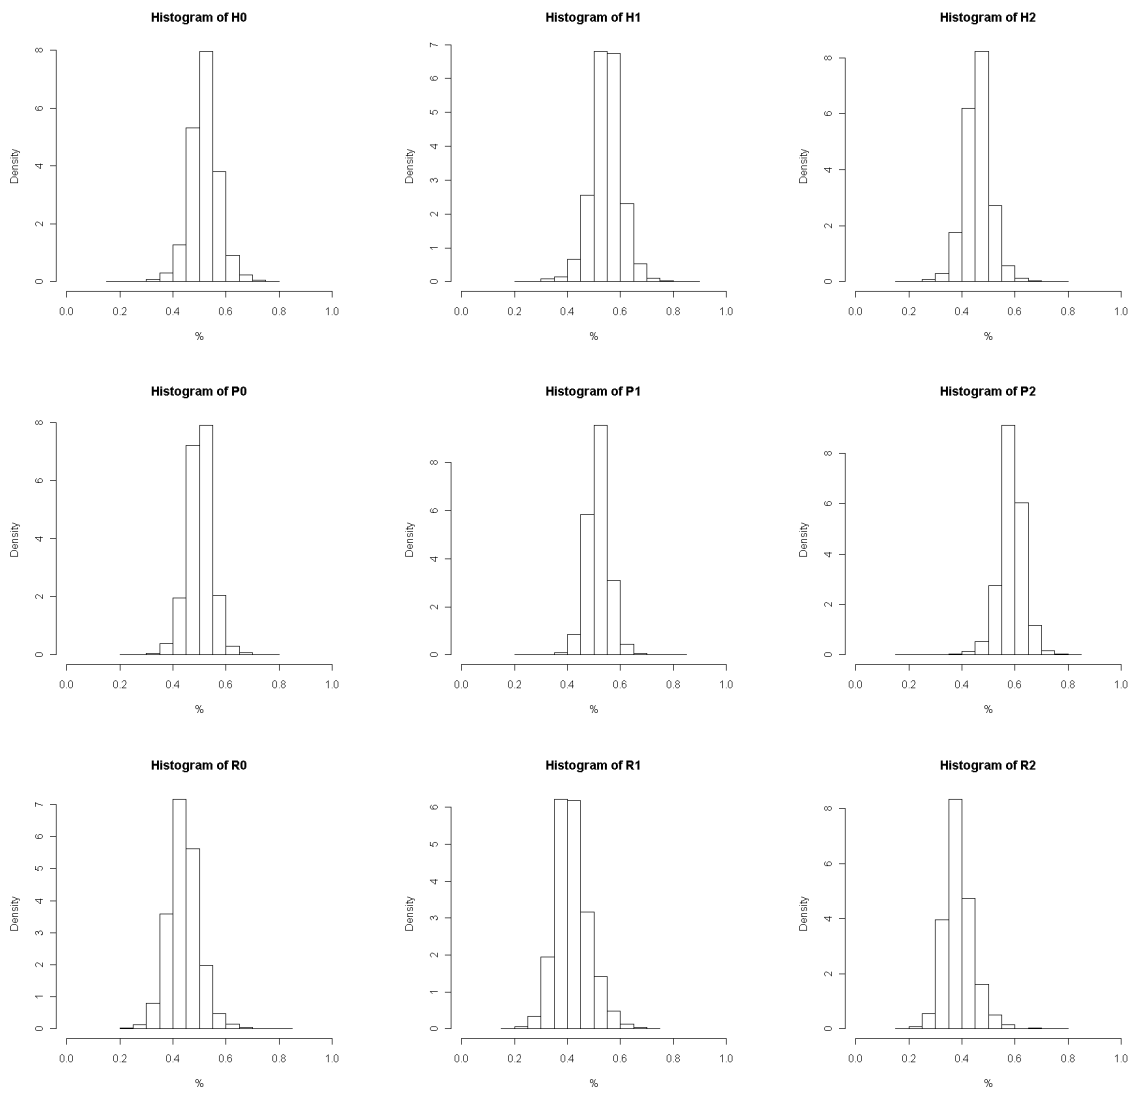 Histogram of H0
Density
0 2 4 6 8
0.0 0.2 0.4 0.6 0.8 1.0
%
Histogram of H1
Density
0 1 2 3 4 5 6 7
0.0 0.2 0.4 0.6 0.8 1.0
%
Histogram of H2
Density
0 2 4 6 8
0.0 0.2 0.4 0.6 0.8 1.0
%
Histogram of P0
Density
0 2 4 6 8
0.0 0.2 0.4 0.6 0.8 1.0
%
Histogram of P1
Density
0 2 4 6 8
0.0 0.2 0.4 0.6 0.8 1.0
%
Histogram of P2
Density
0 2 4 6 8
0.0 0.2 0.4 0.6 0.8 1.0
%
Histogram of R0
Density
0 1 2 3 4 5 6 7
0.0 0.2 0.4 0.6 0.8 1.0
%
Histogram of R1
Density
0 1 2 3 4 5 6
0.0 0.2 0.4 0.6 0.8 1.0
%
Histogram of R2
Density
0 2 4 6 8
0.0 0.2 0.4 0.6 0.8 1.0
%